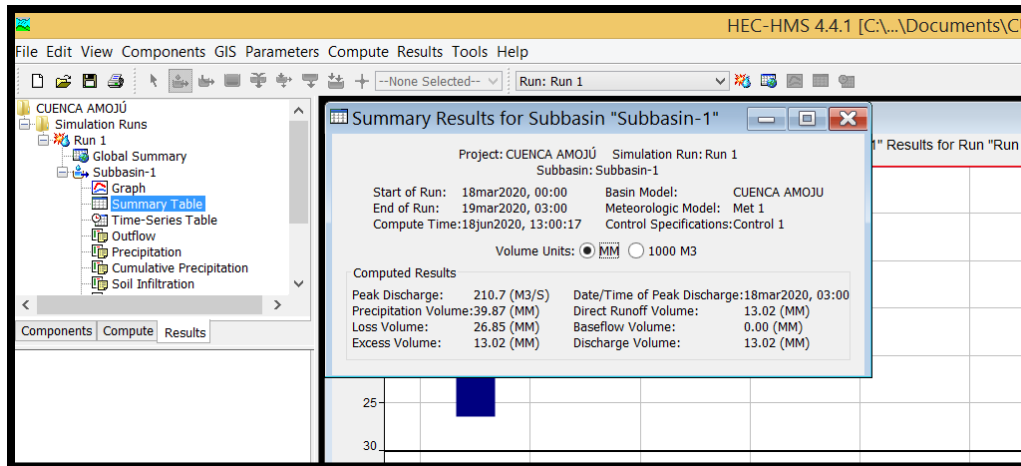 HEC-HMS 4.4.1 [C:\...\Documents\C
File Edit View Components GIS Parameters Compute Results Tools Help
--None Selected-- Run: Run 1
CUENCA AMOJÚ
Simulation Runs
Run 1
Global Summary
Subbasin-1
Graph
Summary Table
Time-Series Table
Outflow
Precipitation
Cumulative Precipitation
Soil Infiltration
Components Compute Results
Summary Results for Subbasin "Subbasin-1"
1" Results for Run "Run
Project: CUENCA AMOJÚ Simulation Run: Run 1
Subbasin: Subbasin-1
Start of Run: 18mar2020, 00:00 Basin Model: CUENCA AMOJU
End of Run: 19mar2020, 03:00 Meteorologic Model: Met 1
Compute Time:18jun2020, 13:00:17 Control Specifications:Control 1
Volume Units: MM 1000 M3
Computed Results
Peak Discharge: 210.7 (M3/S) Date/Time of Peak Discharge:18mar2020, 03:00
Precipitation Volume:39.87 (MM) Direct Runoff Volume: 13.02 (MM)
Loss Volume: 26.85 (MM) Baseflow Volume: 0.00 (MM)
Excess Volume: 13.02 (MM) Discharge Volume: 13.02 (MM)
25
30